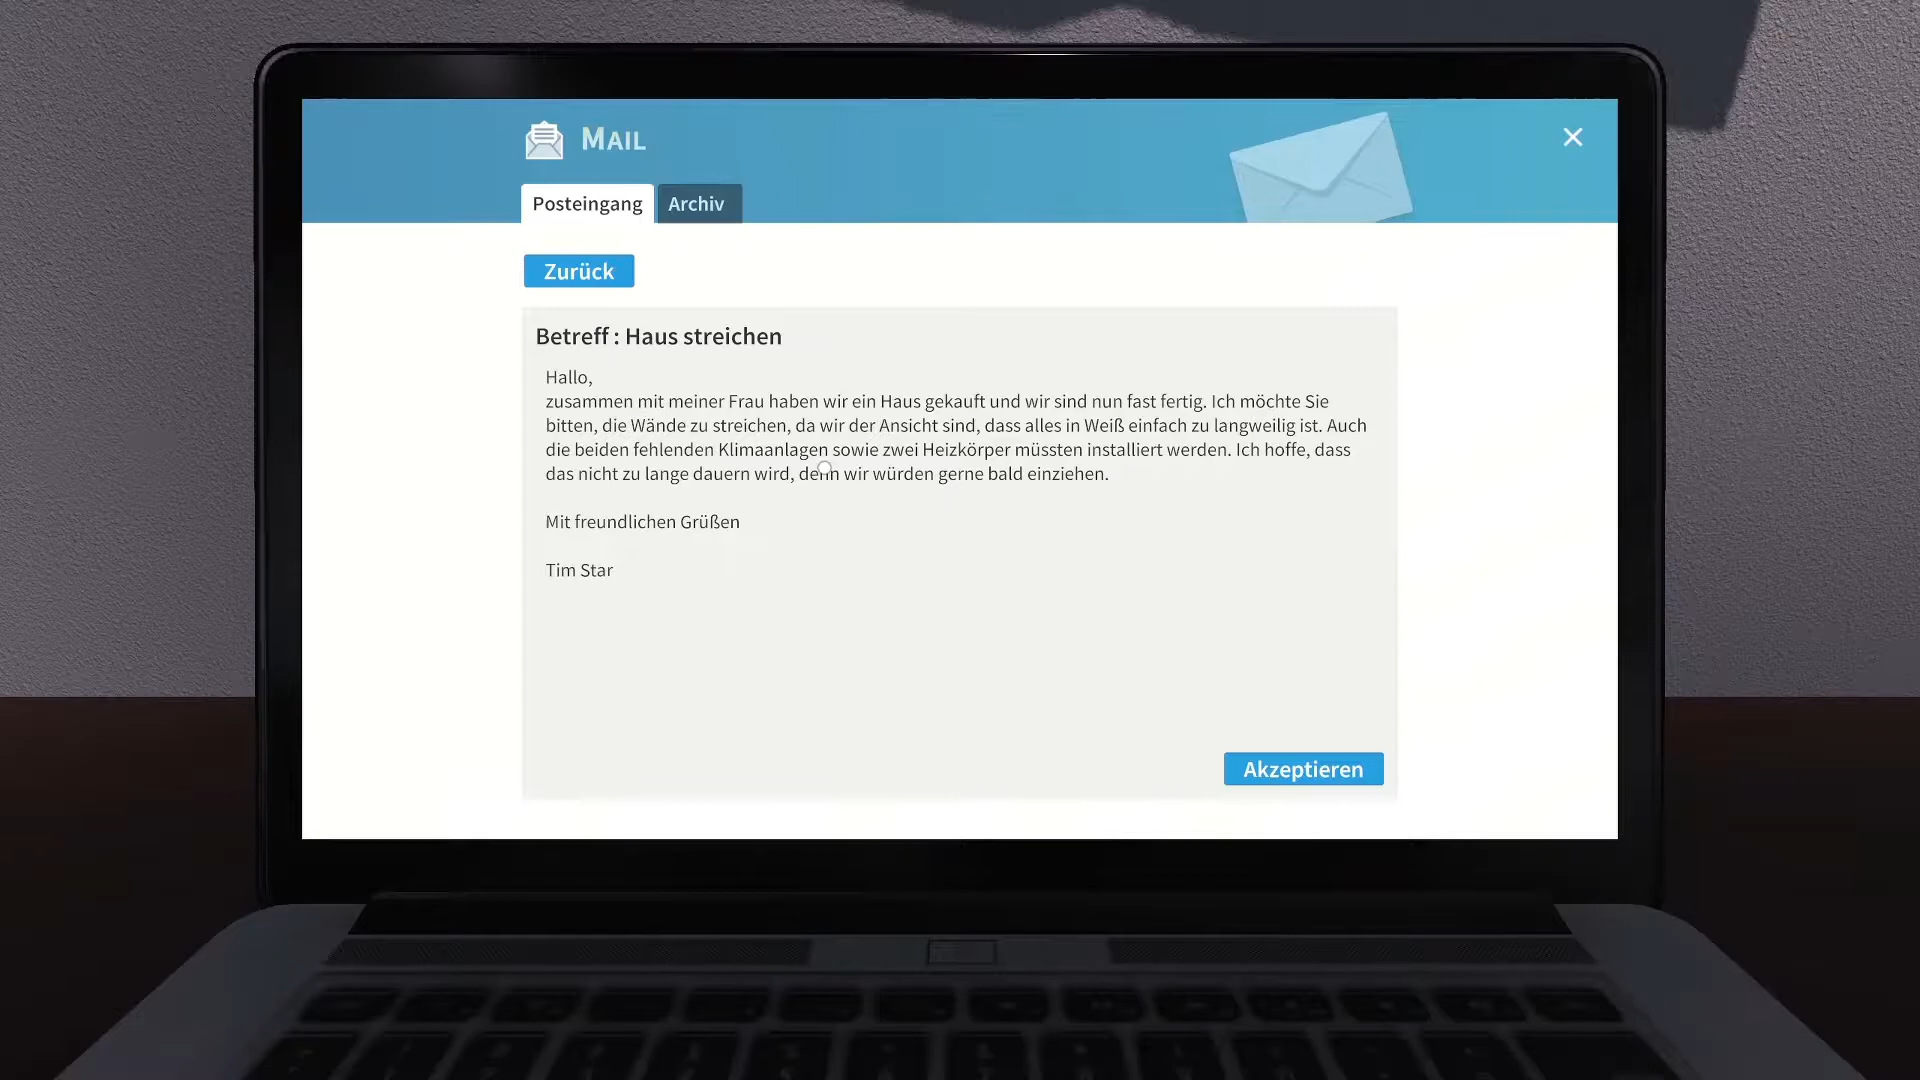 MAIL
Posteingang
Archiv
Zurück
Betreff : Haus streichen
Hallo,
zusammen mit meiner Frau haben wir ein Haus gekauft und wir sind nun fast fertig. Ich möchte Sie
bitten, die Wände zu streichen, da wir der Ansicht sind, dass alles in Weiß einfach zu langweilig ist. Auch
die beiden fehlenden Klimaanlagen sowie zwei Heizkörper müssten installiert werden. Ich hoffe, dass
das nicht zu lange dauern wird, denn wir würden gerne bald einziehen.
Mit freundlichen Grüßen
Tim Star
Akzeptieren